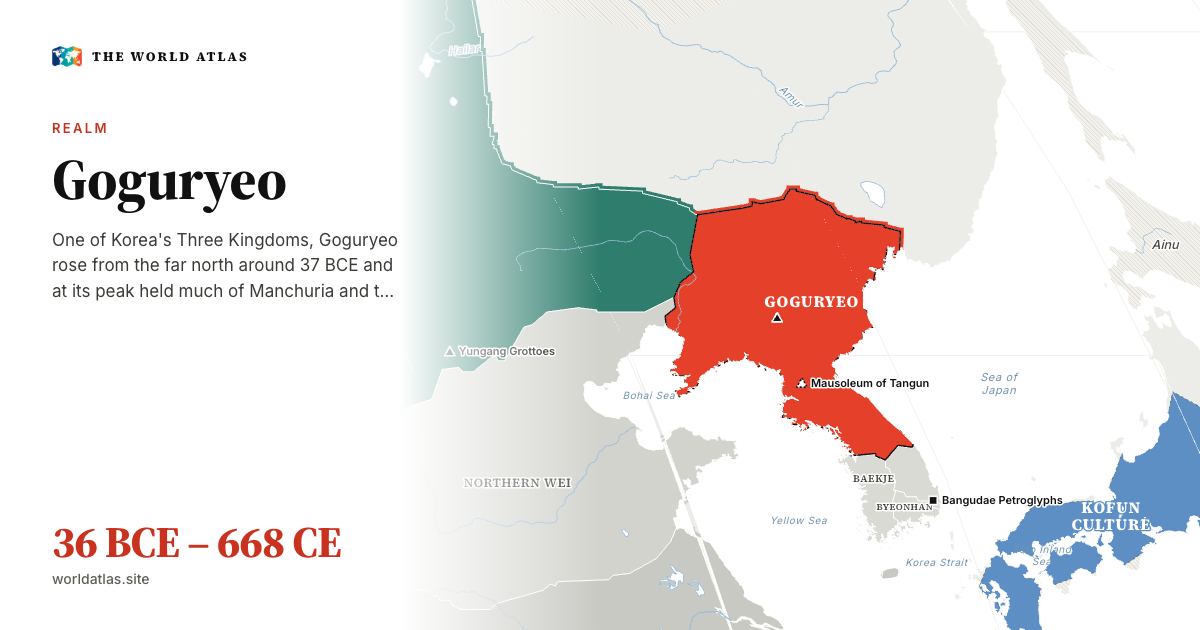 THE WORLD ATLAS
REALM
Goguryeo
One of Korea's Three Kingdoms, Goguryeo
rose from the far north around 37 BCE and
at its peak held much of Manchuria and t...
36 BCE – 668 CE
worldatlas.site
Hailar
Amur
Ainu
GOGURYEO
Yungang Grottoes
Mausoleum of Tangun
Sea of
Japan
Bohai Sea
NORTHERN WEI
BAEKJE
BYEONHAN
Bangudae Petroglyphs
KOFUN
CULTURE
Yellow Sea
Inland
Sea
Korea Strait